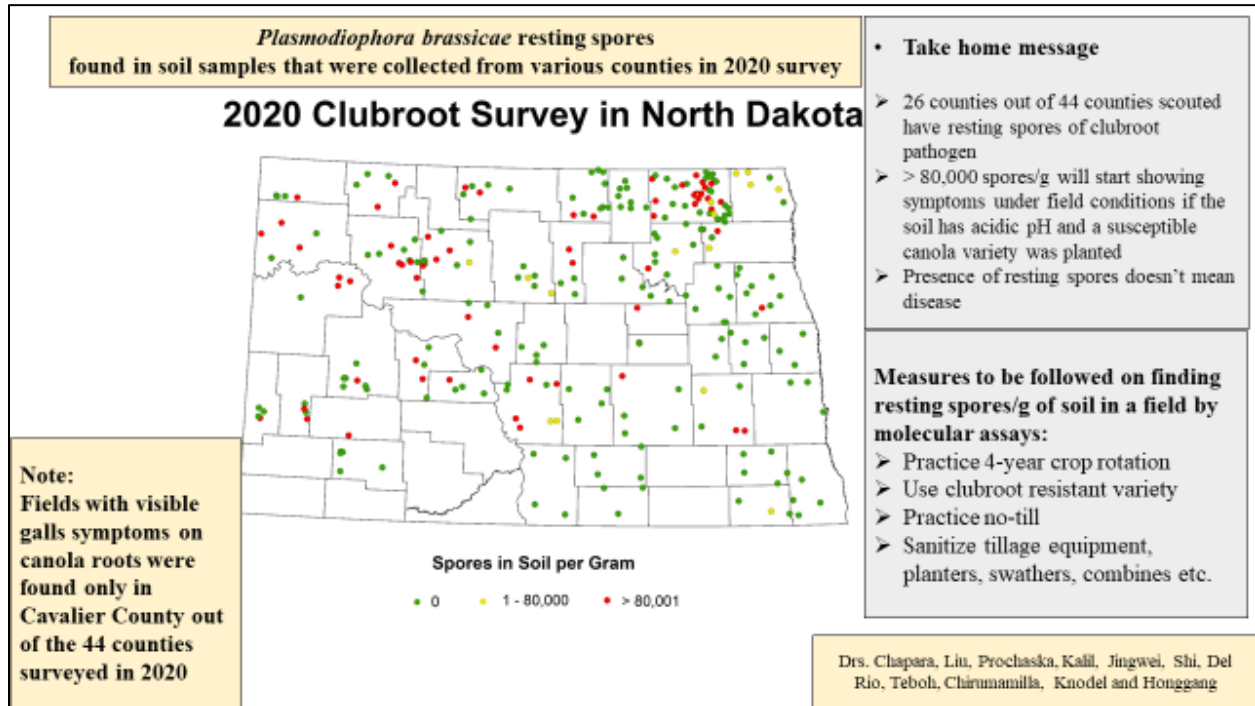 Plasmodiophora brassicae resting spores
found in soil samples that were collected from various counties in 2020 survey
2020 Clubroot Survey in North Dakota
Spores in Soil per Gram
0
1 - 80,000
> 80,001
Note:
Fields with visible
galls symptoms on
canola roots were
found only in
Cavalier County out
of the 44 counties
surveyed in 2020
• Take home message
➢ 26 counties out of 44 counties scouted
have resting spores of clubroot
pathogen
➢ > 80,000 spores/g will start showing
symptoms under field conditions if the
soil has acidic pH and a susceptible
canola variety was planted
➢ Presence of resting spores doesn't mean
disease
Measures to be followed on finding
resting spores/g of soil in a field by
molecular assays:
➢ Practice 4-year crop rotation
➢ Use clubroot resistant variety
➢ Practice no-till
➢ Sanitize tillage equipment,
planters, swathers, combines etc.
Drs. Chapara, Liu, Prochaska, Kalil, Jingwei, Shi, Del
Rio, Teboh, Chirumamilla, Knodel and Honggang